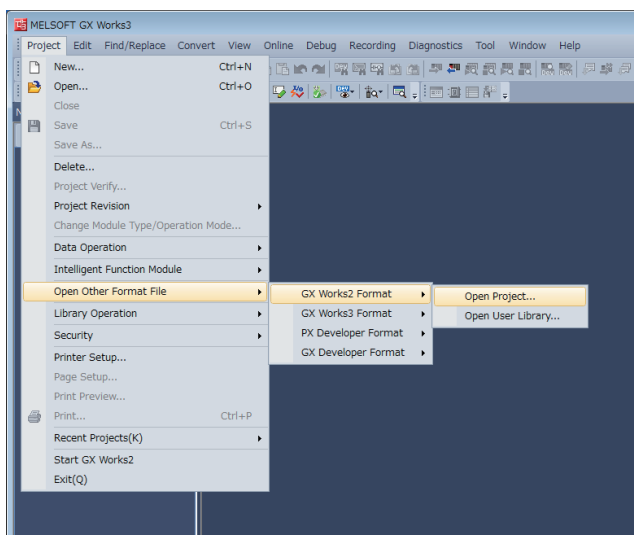 MELSOFT GX Works3
Project Edit Find/Replace Convert View Online Debug Recording Diagnostics Tool Window Help
New... Ctrl+N
Open... Ctrl+O
Close
Save Ctrl+S
Save As...
Delete...
Project Verify...
Project Revision
Change Module Type/Operation Mode...
Data Operation
Intelligent Function Module
Open Other Format File
GX Works2 Format
Open Project...
Library Operation
GX Works3 Format
Open User Library...
Security
PX Developer Format
Printer Setup...
GX Developer Format
Page Setup...
Print Preview...
Print... Ctrl+P
Recent Projects(K)
Start GX Works2
Exit(Q)